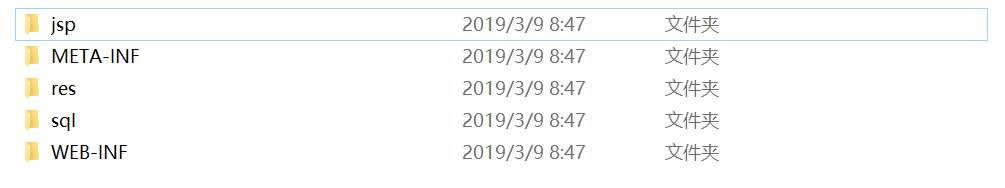 jsp 2019/3/9 8:47 文件夹
META-INF 2019/3/9 8:47 文件夹
res 2019/3/9 8:47 文件夹
sql 2019/3/9 8:47 文件夹
WEB-INF 2019/3/9 8:47 文件夹